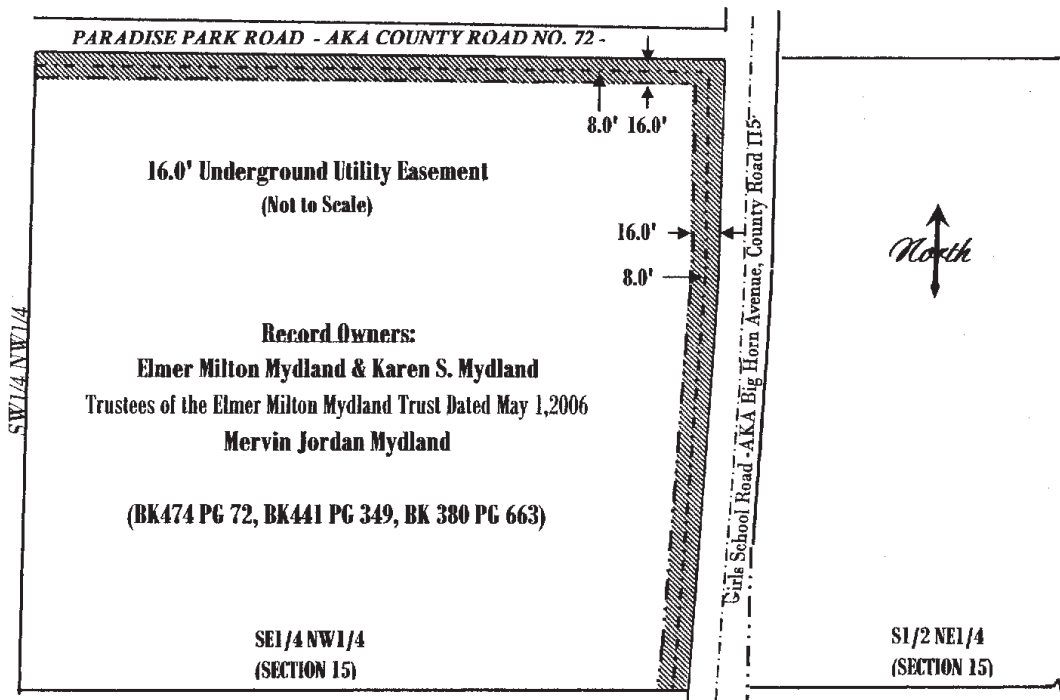 PARADISE PARK ROAD - AKA COUNTY ROAD NO. 72 -
8.0' 16.0'
16.0' Underground Utility Easement
(Not to Scale)
16.0'
8.0'
North
Record Owners:
Elmer Milton Mydland & Karen S. Mydland
Trustees of the Elmer Milton Mydland Trust Dated May 1,2006
Mervin Jordan Mydland
(BK474 PG 72, BK441 PG 349, BK 380 PG 663)
SW1/4 NW1/4
Girls School Road -AKA Big Horn Avenue, County Road 115
SE1/4 NW1/4
(SECTION 15)
S1/2 NE1/4
(SECTION 15)